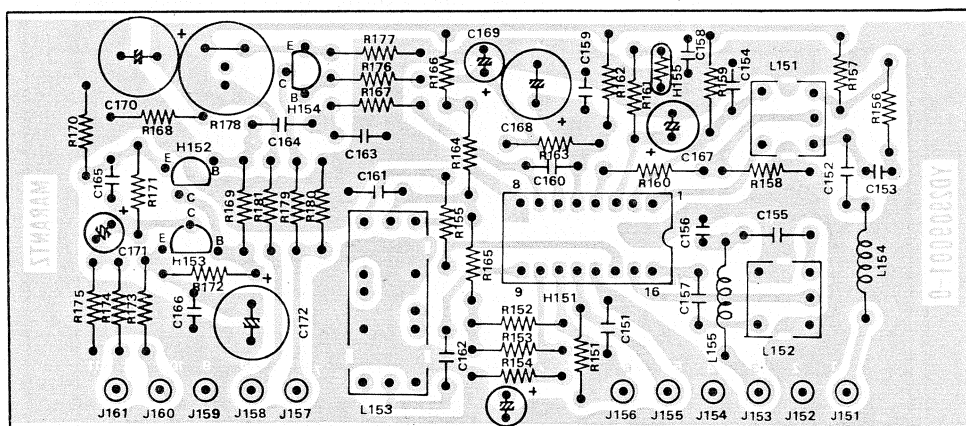 C170
R178
E
C
B
H154
R177
R176
R167
R166
C169
+
C168
+
C159
R162
R161
H155
C158
R159
C154
L151
R157
R156
R170
R168
H152
C164
C163
R164
R163
C160
C167
+
R160
R158
C152
C153
C165
R171
E
B
C
R169
R181
R179
R180
C161
R155
8
1
C156
C155
L154
MARANTZ
+
C171
C
E
B
H153
R172
R165
9
16
H151
C157
L155
L152
R175
R174
R173
C166
+
C172
C162
R152
R153
R154
+
R151
C151
L153
J161
J160
J159
J158
J157
J156
J155
J154
J153
J152
J151